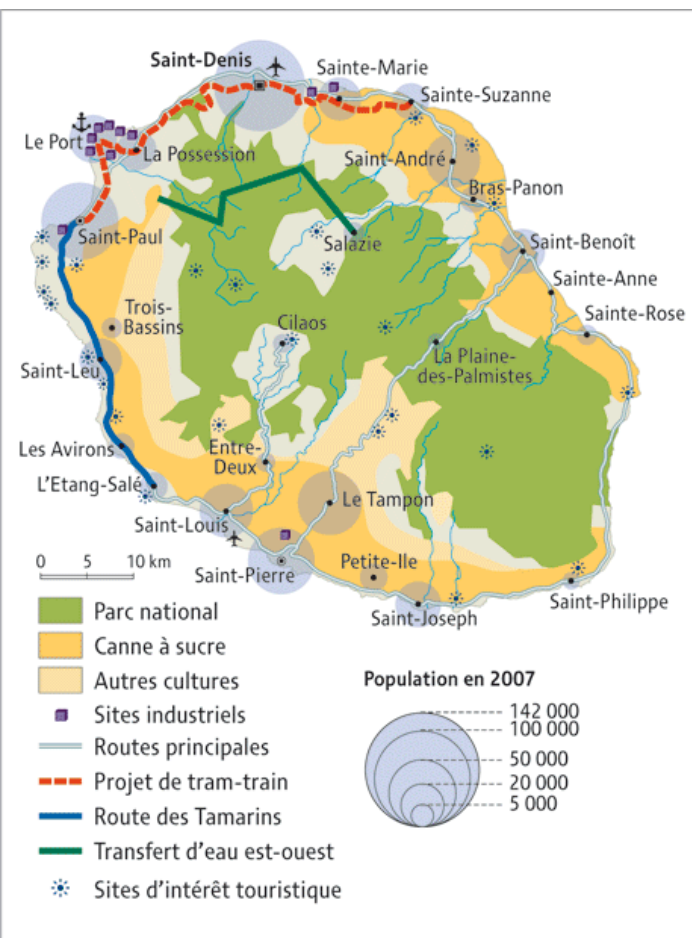 Saint-Denis
Sainte-Marie
Sainte-Suzanne
Le Port
La Possession
Saint-André
Bras-Panon
Saint-Paul
Salazie
Saint-Benoît
Sainte-Anne
Trois-
Bassins
Cilaos
Sainte-Rose
Saint-Leu
La Plaine-
des-Palmistes
Les Avirons
Entre-
Deux
L'Etang-Salé
Le Tampon
Saint-Louis
0 5 10 km
Saint-Pierre
Petite-Ile
Saint-Philippe
Saint-Joseph
Parc national
Canne à sucre
Autres cultures
Sites industriels
Routes principales
Projet de tram-train
Route des Tamarins
Transfert d'eau est-ouest
Sites d'intérêt touristique
Population en 2007
142 000
100 000
50 000
20 000
5 000